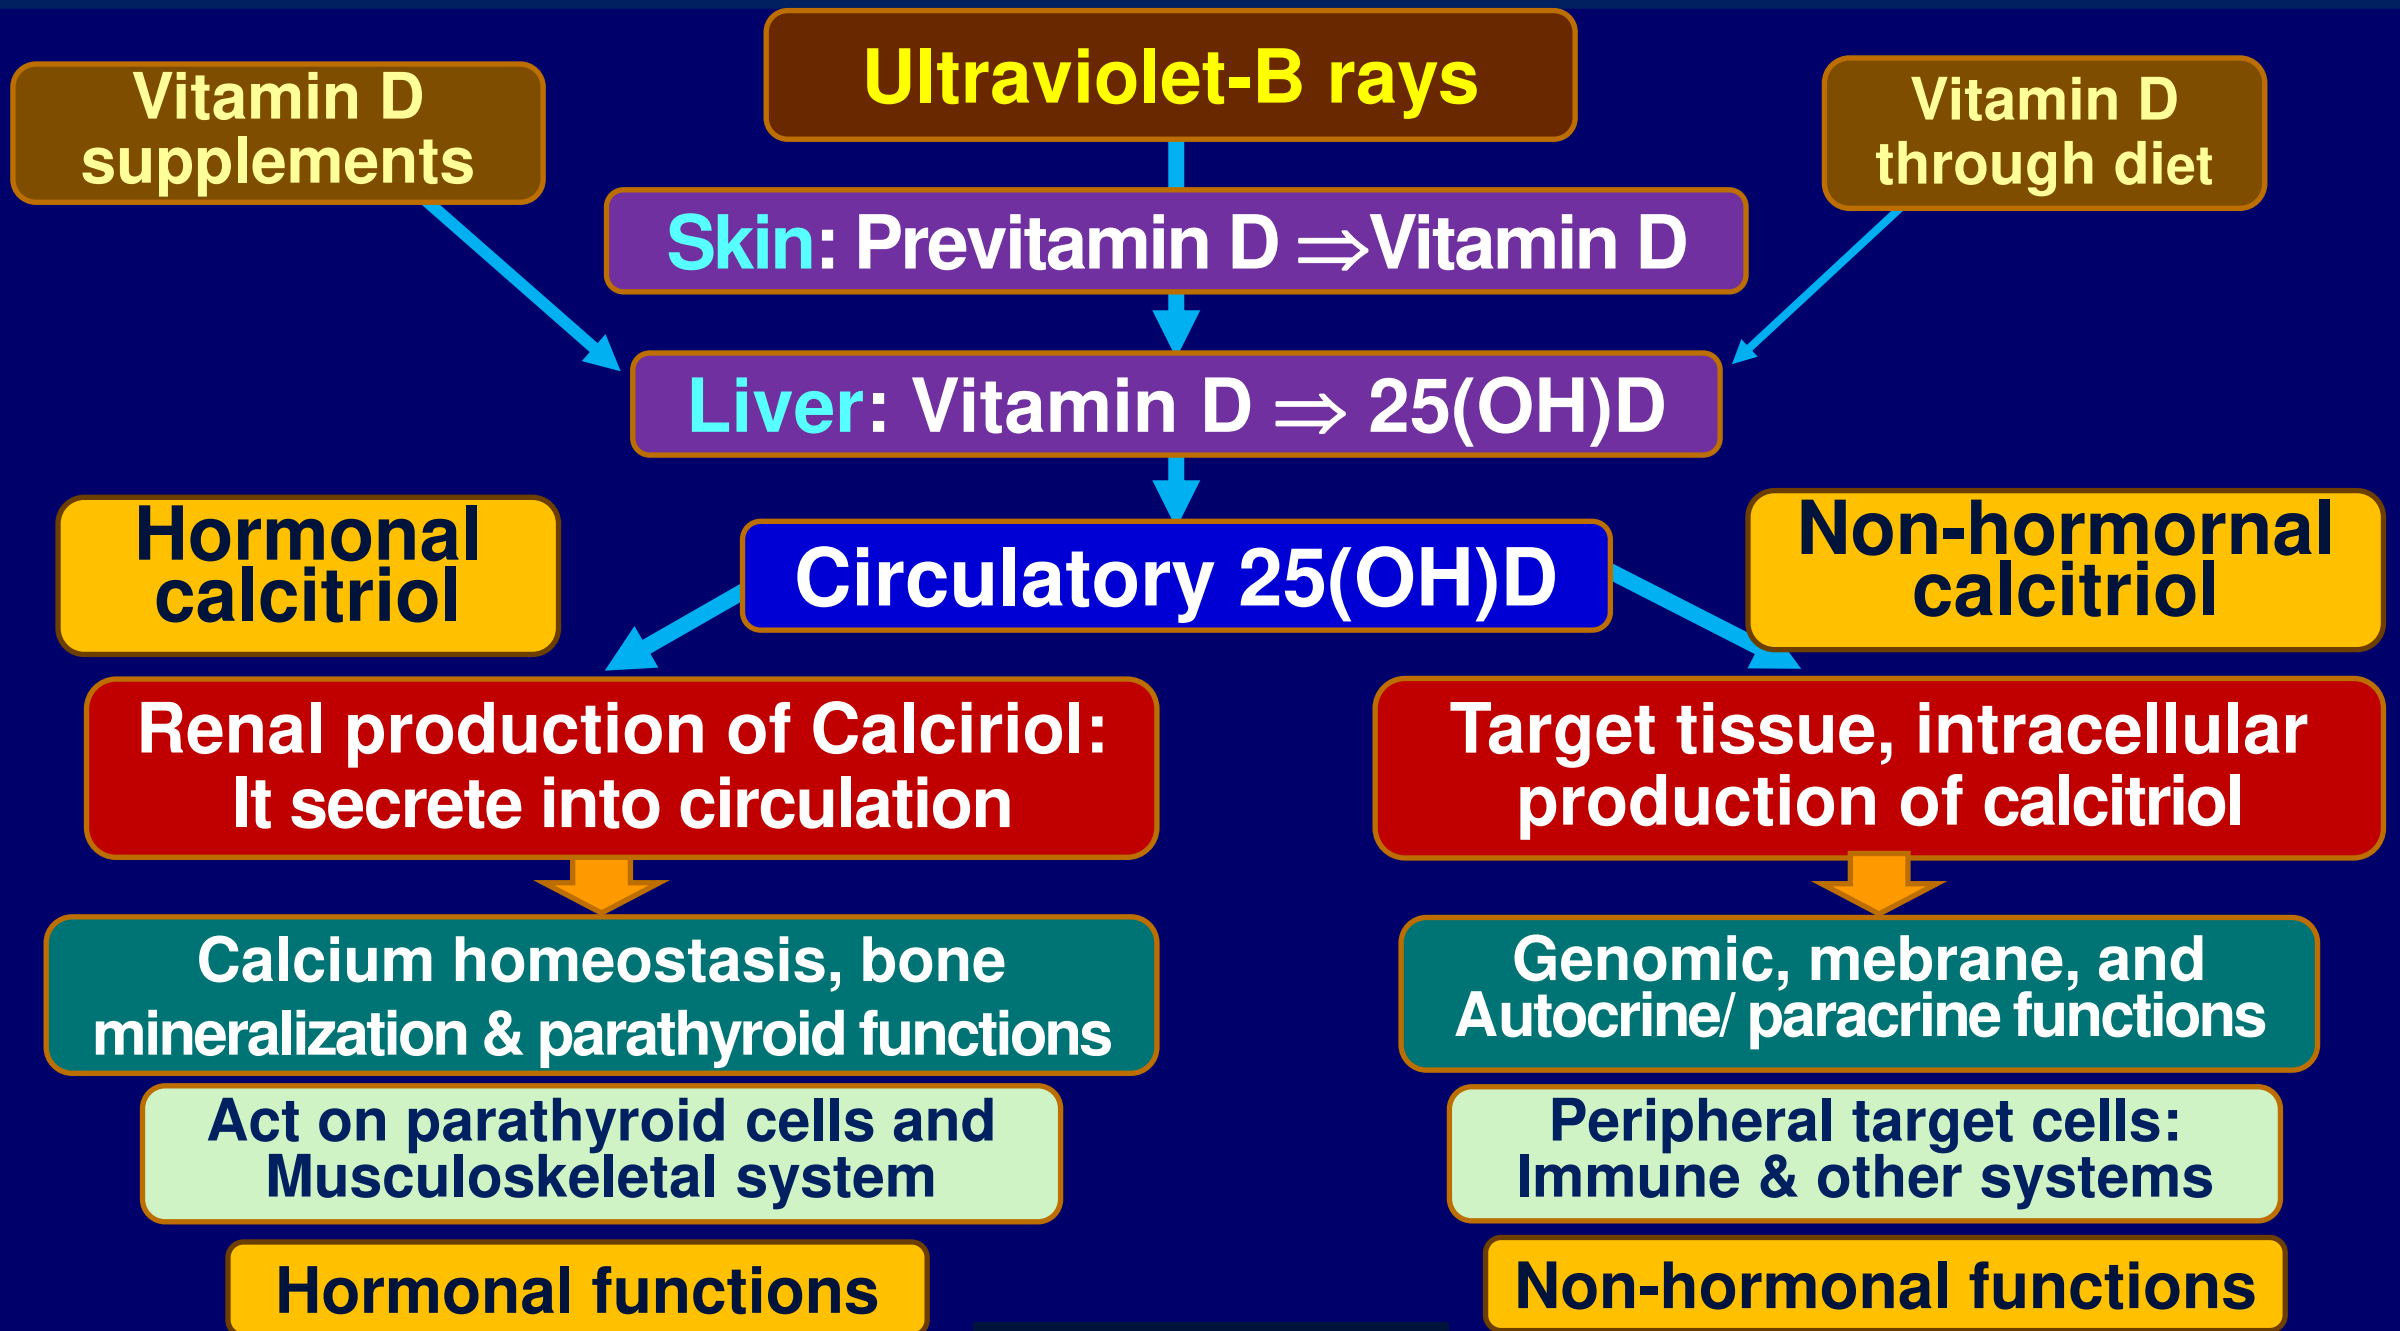 Ultraviolet-B rays
Vitamin D
supplements
Vitamin D
through diet
Skin: Previtamin D ⇒Vitamin D
Liver: Vitamin D ⇒ 25(OH)D
Hormonal
calcitriol
Circulatory 25(OH)D
Non-hormornal
calcitriol
Renal production of Calciriol:
It secrete into circulation
Target tissue, intracellular
production of calcitriol
Calcium homeostasis, bone
mineralization & parathyroid functions
Genomic, mebrane, and
Autocrine/ paracrine functions
Act on parathyroid cells and
Musculoskeletal system
Peripheral target cells:
Immune & other systems
Hormonal functions
Non-hormonal functions